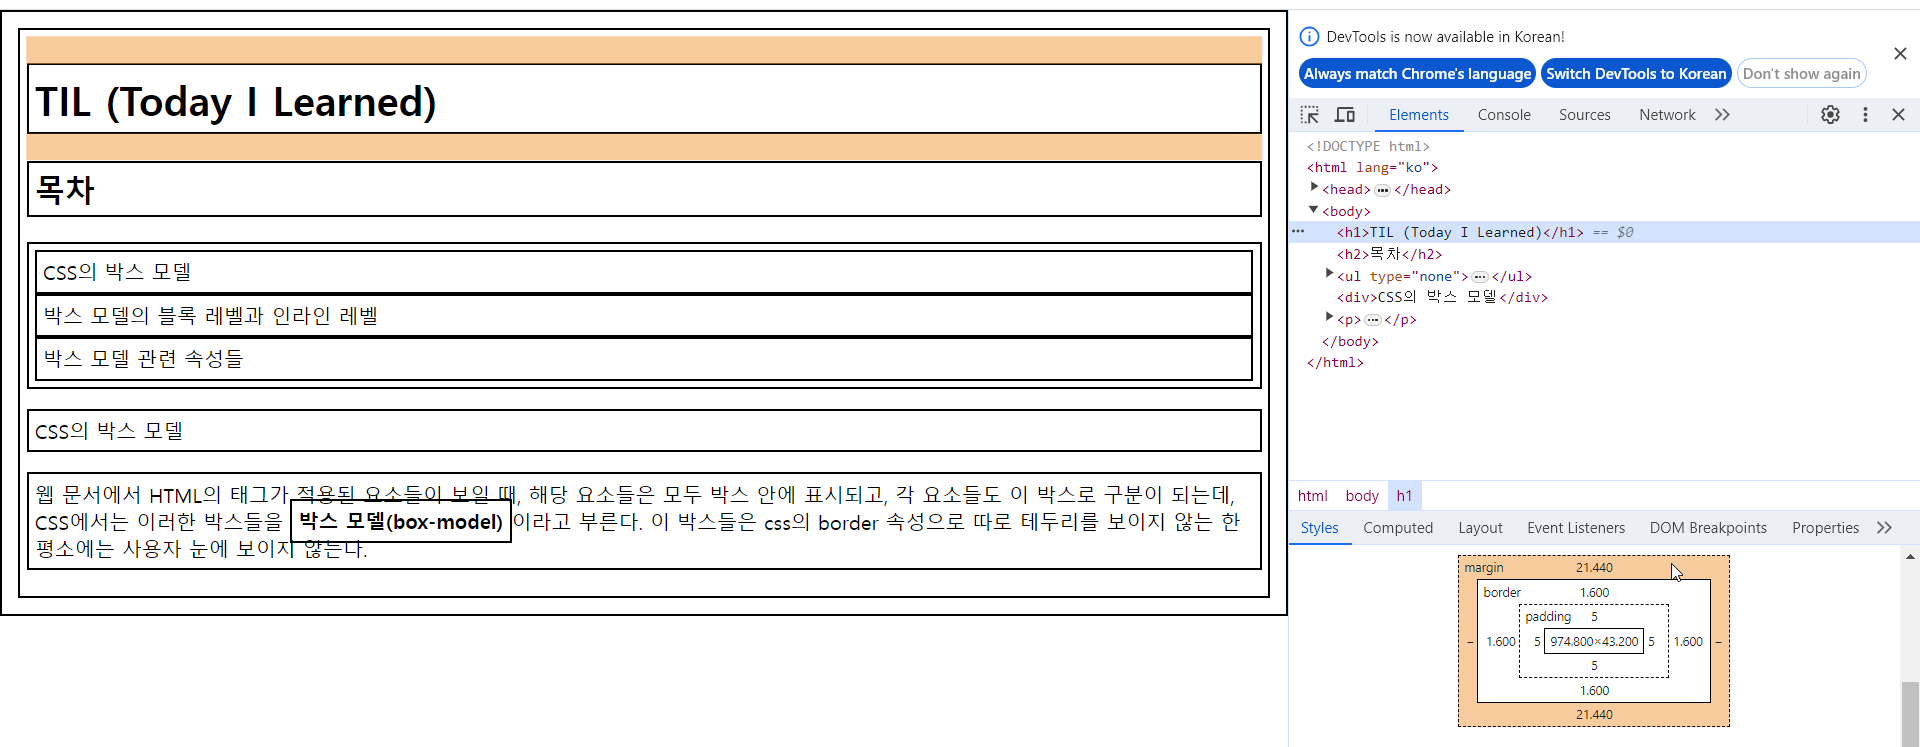 TIL (Today I Learned)
목차
CSS의 박스 모델
박스 모델의 블록 레벨과 인라인 레벨
박스 모델 관련 속성들
CSS의 박스 모델
웹 문서에서 HTML의 태그가 적용된 요소들이 보일 때, 해당 요소들은 모두 박스 안에 표시되고, 각 요소들도 이 박스로 구분이 되는데,
CSS에서는 이러한 박스들을 박스 모델(box-model) 이라고 부른다. 이 박스들은 css의 border 속성으로 따로 테두리를 보이지 않는 한
평소에는 사용자 눈에 보이지 않는다.
DevTools is now available in Korean!
Always match Chrome's language Switch DevTools to Korean Don't show again
Elements Console Sources Network
<!DOCTYPE html>
<html lang="ko">
<head>…</head>
<body>
<h1>TIL (Today I Learned)</h1> == $0
<h2>목차</h2>
<ul type="none">…</ul>
<div>CSS의 박스 모델</div>
<p>…</p>
</body>
</html>
html body h1
Styles Computed Layout Event Listeners DOM Breakpoints Properties
margin 21.440
border 1.600
padding 5
– 1.600 5 974.800×43.200 5 1.600 –
5
1.600
21.440